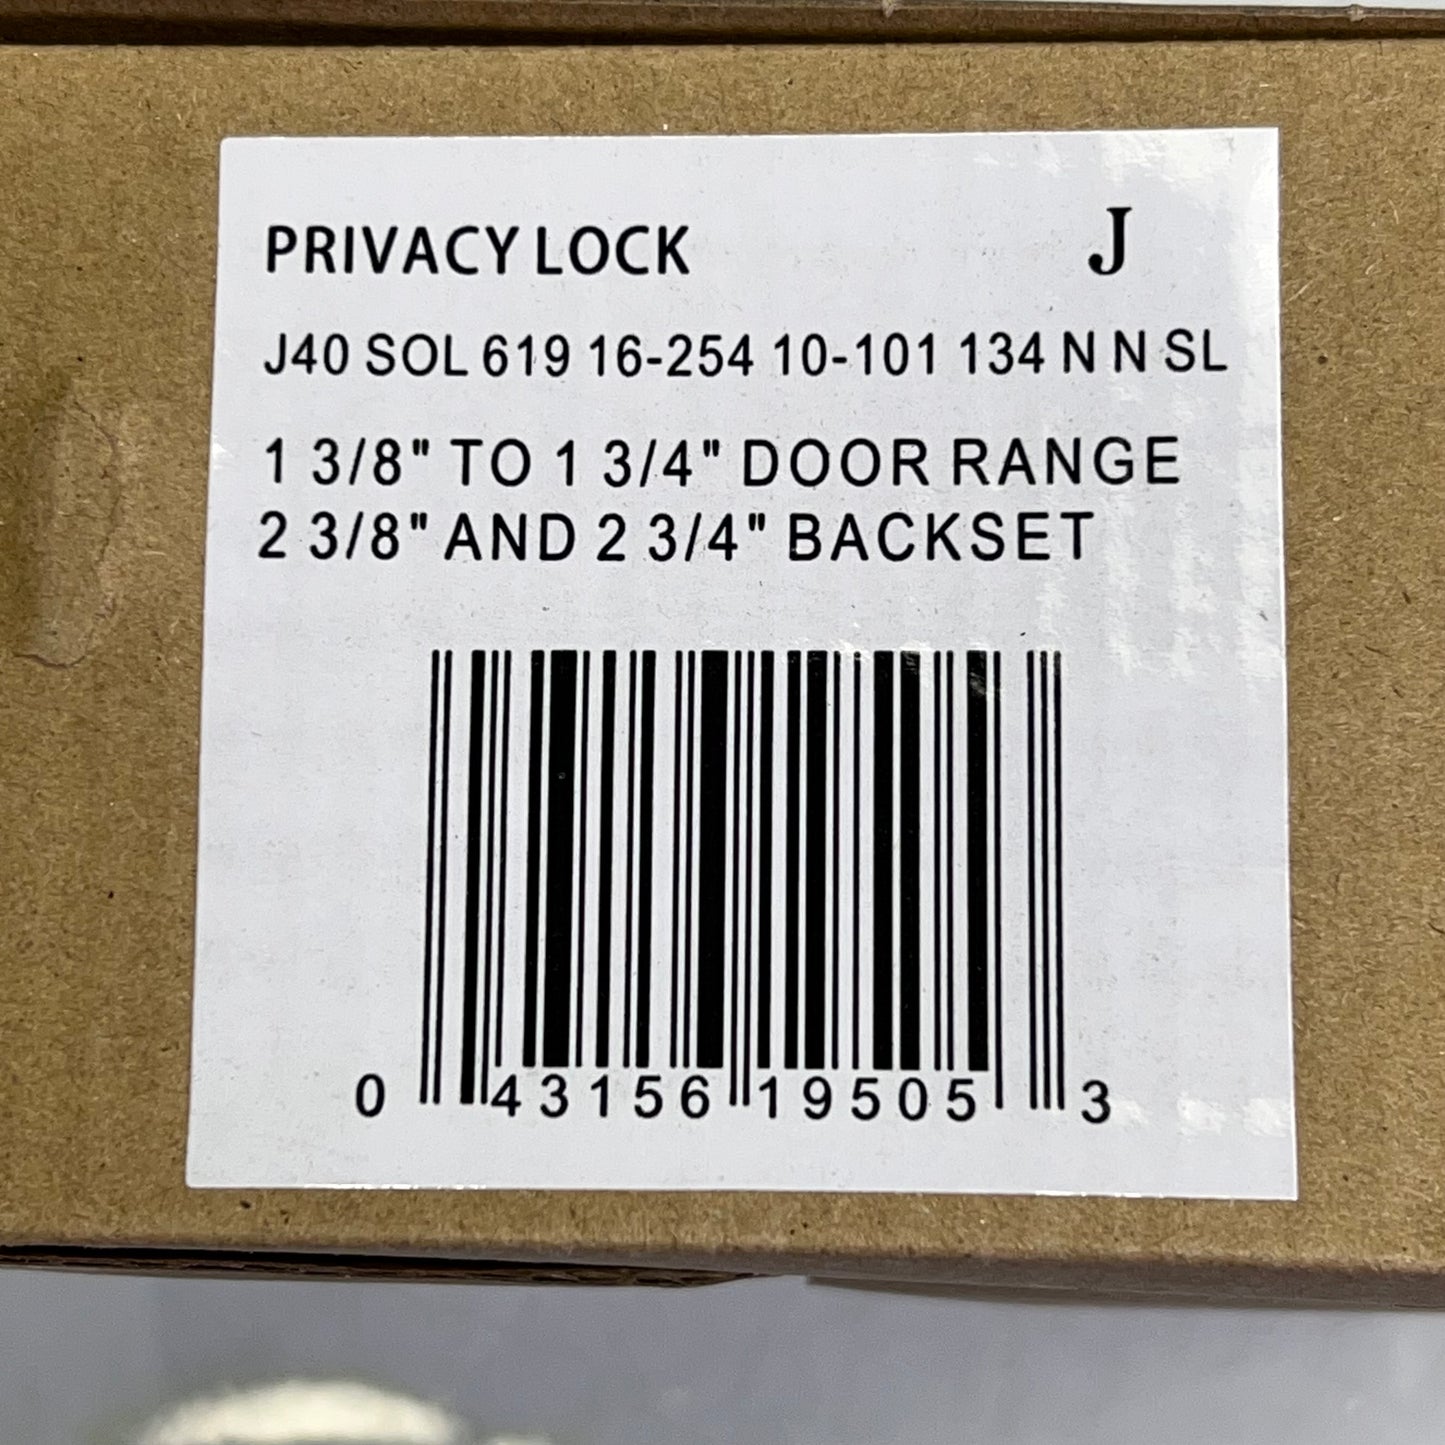 PRIVACY LOCK J
J40 SOL 619 16-254 10-101 134 N N SL
1 3/8" TO 1 3/4" DOOR RANGE
2 3/8" AND 2 3/4" BACKSET
0 43156 19505 3